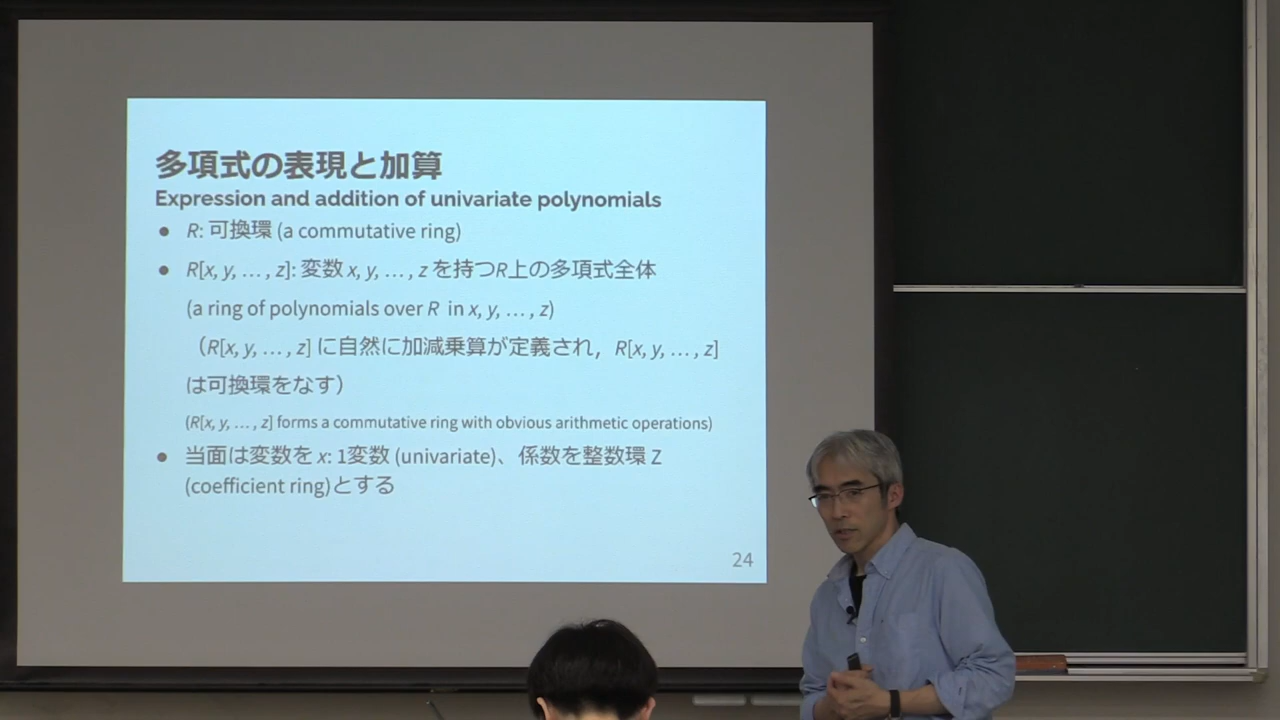 多項式の表現と加算
Expression and addition of univariate polynomials
● R: 可換環 (a commutative ring)
● R[x, y, … , z]: 変数 x, y, … , z を持つR上の多項式全体
(a ring of polynomials over R in x, y, … , z)
（R[x, y, … , z] に自然に加減乗算が定義され，R[x, y, … , z]
は可換環をなす）
(R[x, y, … , z] forms a commutative ring with obvious arithmetic operations)
● 当面は変数を x: 1変数 (univariate)、係数を整数環 Z
(coefficient ring)とする
24